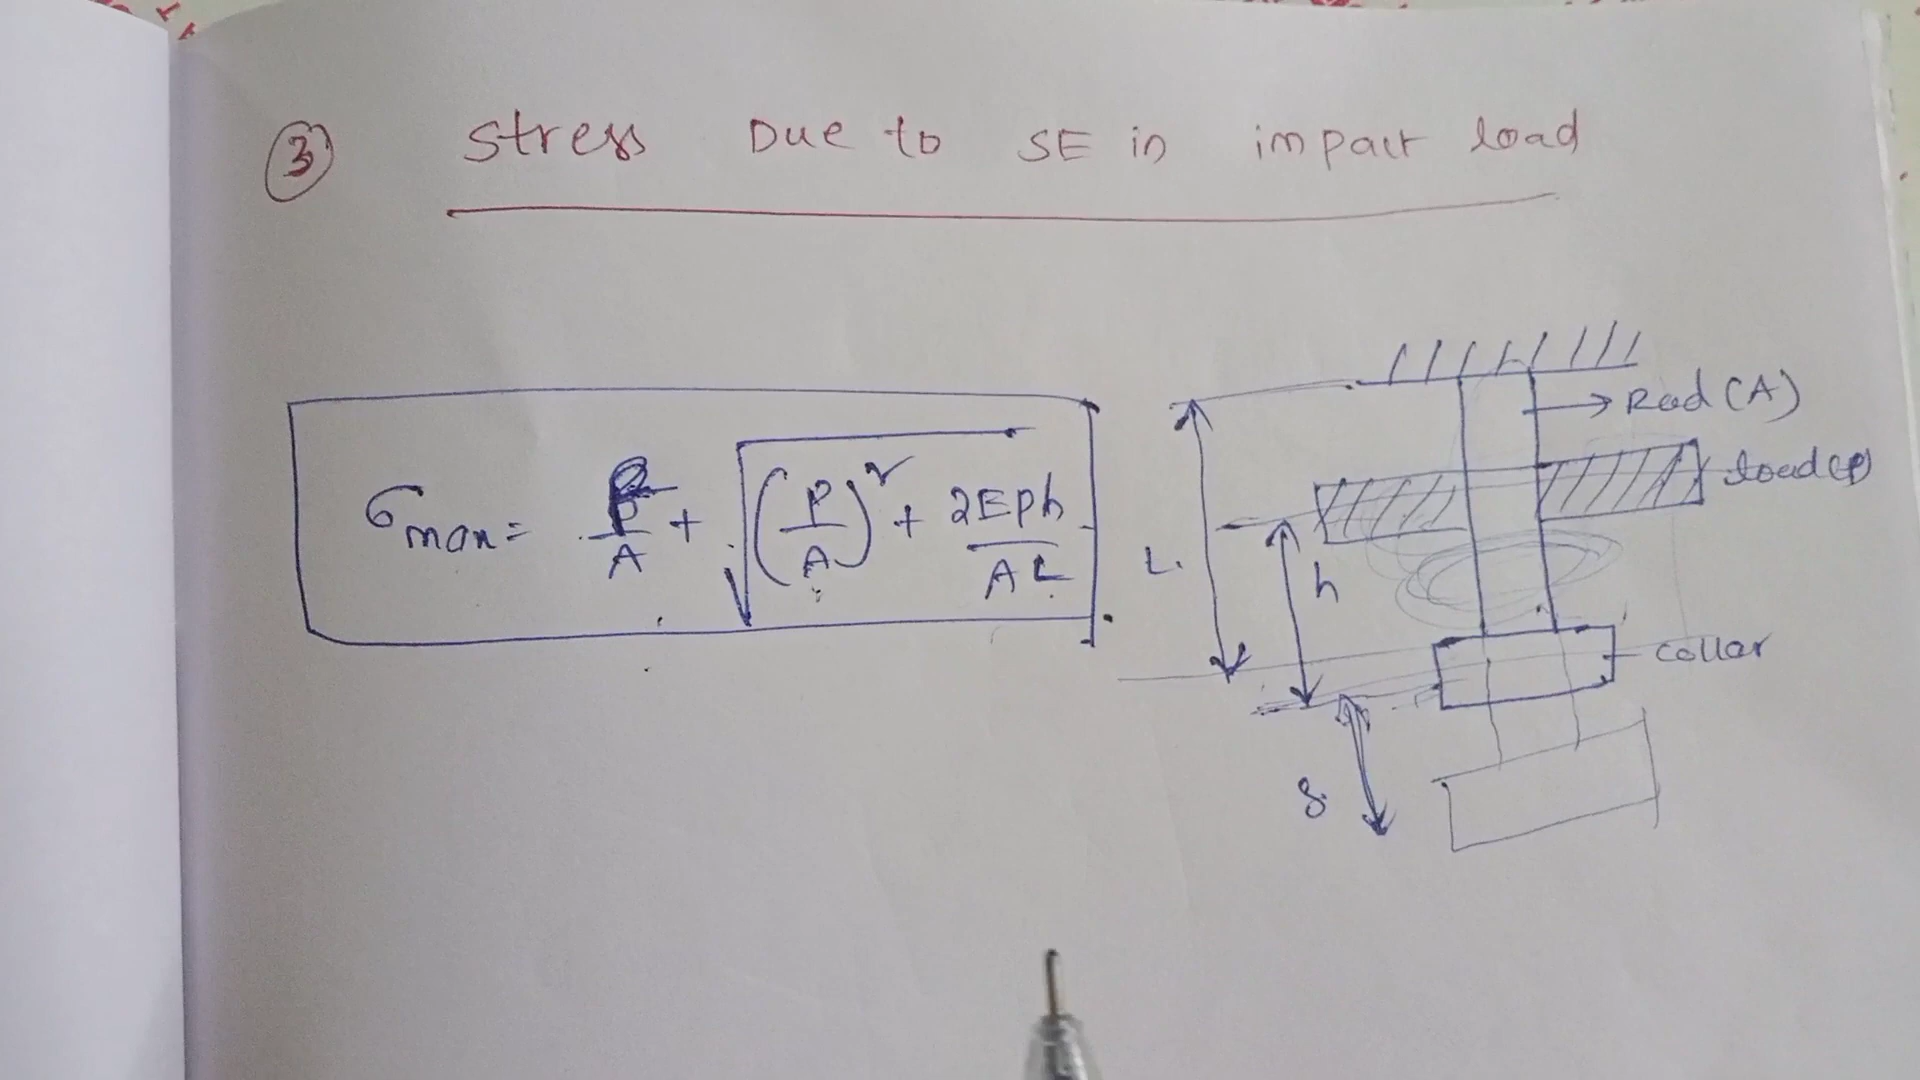 3 Stress Due to SE in impact load
σmax = P/A + √((P/A)² + 2EPh/AL)
Rod (A)
load (P)
L
h
collar
δ